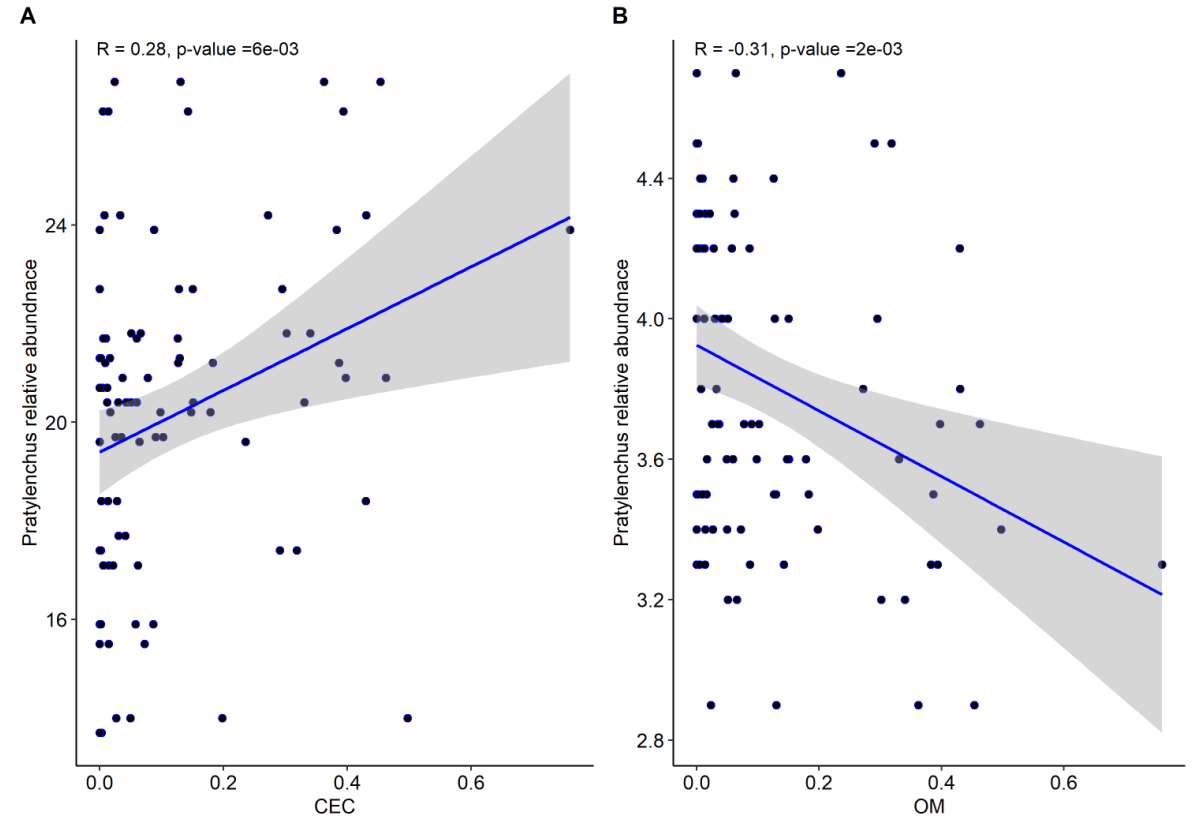 A
R = 0.28, p-value =6e-03
24
20
16
Pratylenchus relative abundnace
0.0 0.2 0.4 0.6
CEC
B
R = -0.31, p-value =2e-03
4.4
4.0
3.6
3.2
2.8
Pratylenchus relative abundnace
0.0 0.2 0.4 0.6
OM